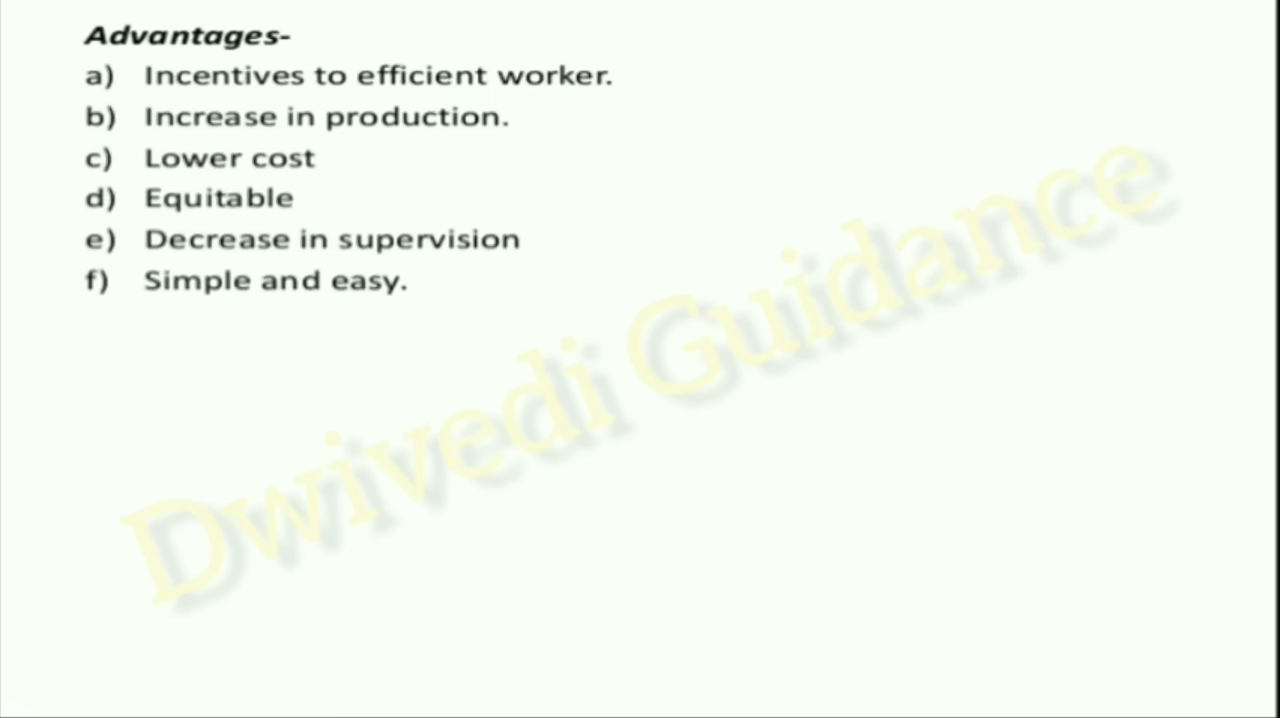 Advantages-
a) Incentives to efficient worker.
b) Increase in production.
c) Lower cost
d) Equitable
e) Decrease in supervision
f) Simple and easy.
Dwivedi Guidance